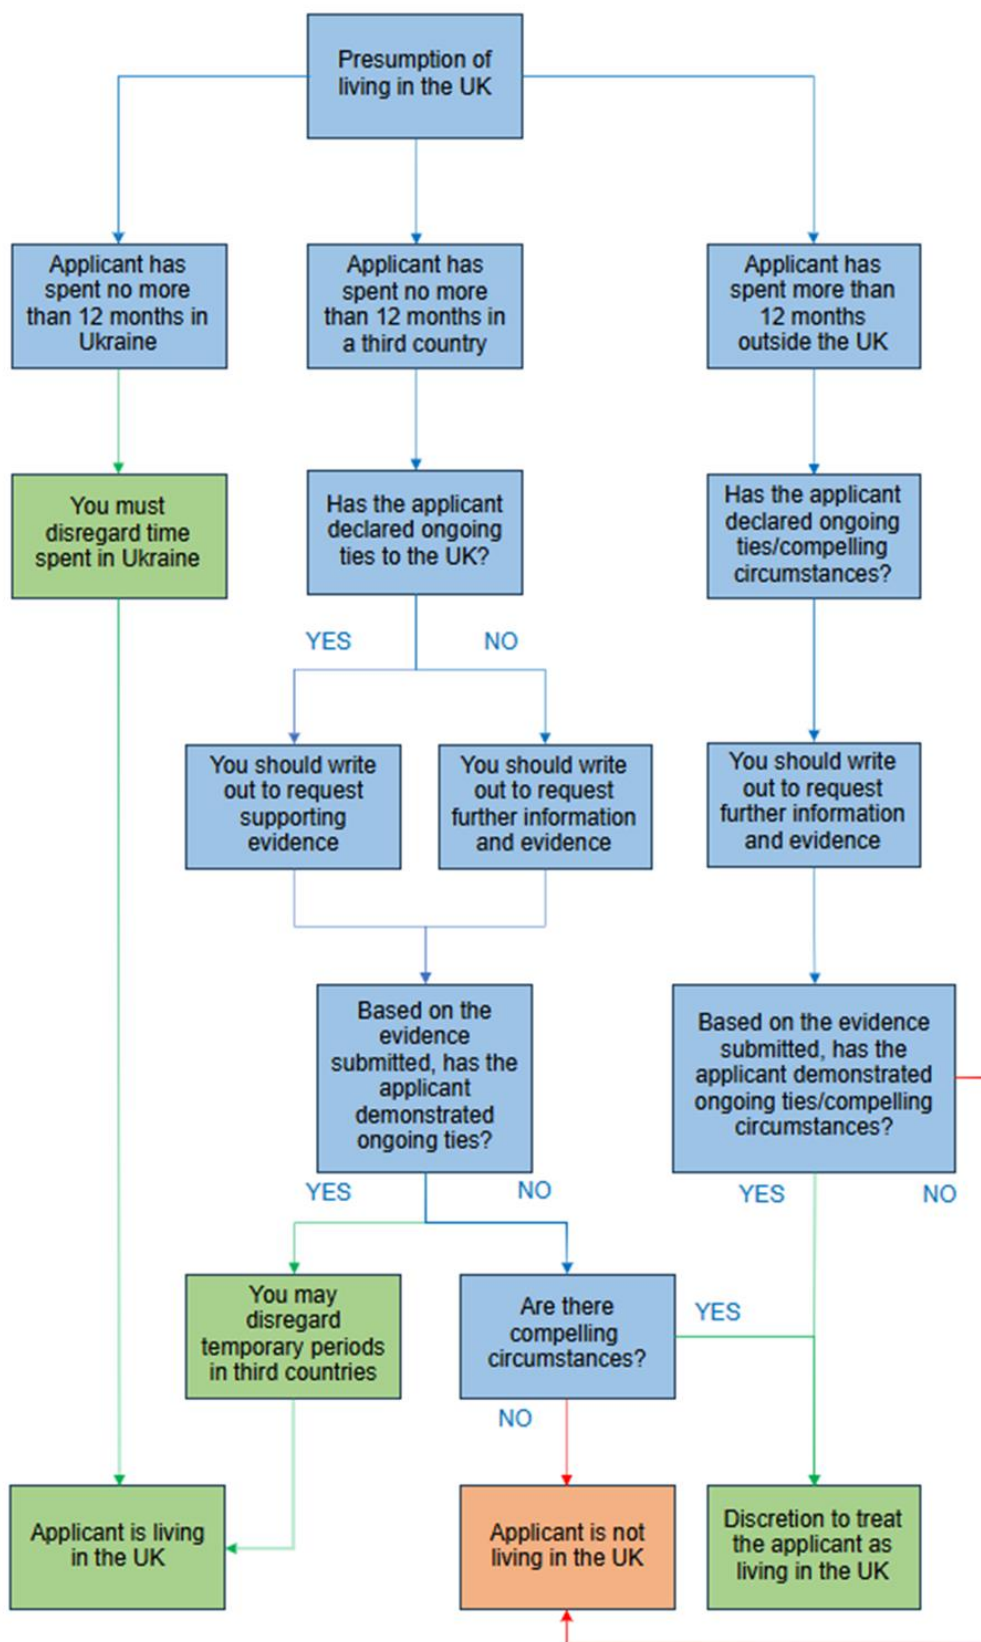 Presumption of
living in the UK
Applicant has
spent no more
than 12 months in
Ukraine
Applicant has
spent no more
than 12 months in
a third country
Applicant has
spent more than
12 months
outside the UK
You must
disregard time
spent in Ukraine
Has the applicant
declared ongoing
ties to the UK?
Has the applicant
declared ongoing
ties/compelling
circumstances?
YES
NO
You should write
out to request
supporting
evidence
You should write
out to request
further information
and evidence
You should write
out to request
further information
and evidence
Based on the
evidence
submitted, has the
applicant
demonstrated
ongoing ties?
Based on the evidence
submitted, has the
applicant demonstrated
ongoing ties/compelling
circumstances?
YES
NO
YES
NO
You may
disregard
temporary periods
in third countries
Are there
compelling
circumstances?
YES
NO
Applicant is living
in the UK
Applicant is not
living in the UK
Discretion to treat
the applicant as
living in the UK